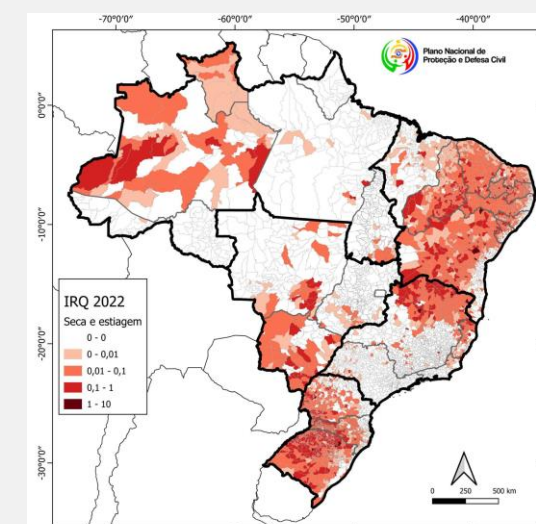 -70°0'0"
-60°0'0"
-50°0'0"
-40°0'0"
Plano Nacional de
Proteção e Defesa Civil
0°0'0"
-10°0'0"
-20°0'0"
-30°0'0"
IRQ 2022
Seca e estiagem
0 - 0
0 - 0,01
0,01 - 0,1
0,1 - 1
1 - 10
0 250 500 km